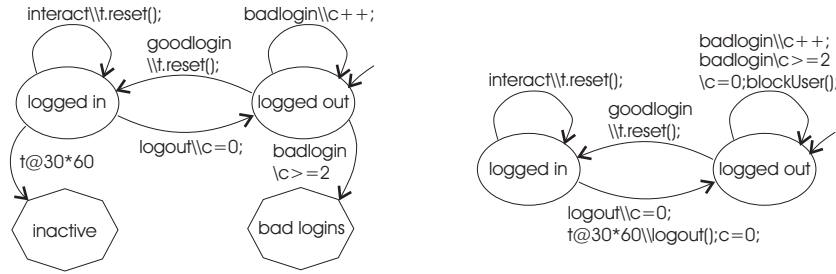 interact\\t.reset();
badlogin\\c++;
goodlogin
\\t.reset();
logged in
logged out
logout\\c=0;
t@30*60
badlogin
\c>=2
inactive
bad logins
badlogin\\c++;
badlogin\c>=2
\c=0;blockUser();
interact\\t.reset();
goodlogin
\\t.reset();
logged in
logged out
logout\\c=0;
t@30*60\\logout();c=0;